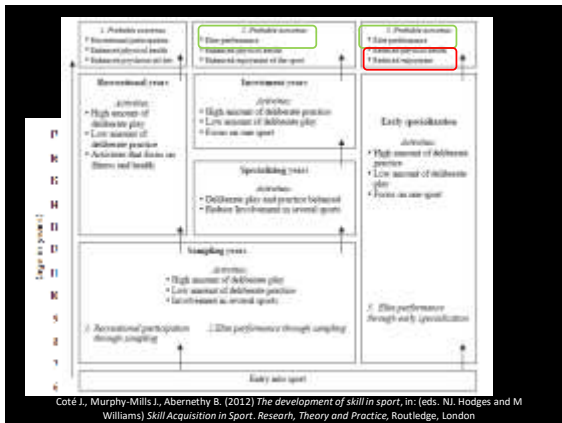 1. Probable outcomes
• Recreational participation
• Enhanced physical health
• Enhanced
2. Probable outcomes
• Elite performance
• Enhanced physical health
• Enhanced enjoyment of the sport
3. Probable outcomes
• Elite performance
• Reduced physical health
• Reduced enjoyment
Recreational years
Activities:
• High amount of
deliberate play
• Low amount of
deliberate practice
• Activities that focus on
fitness and health
Investment years
Activities:
• High amount of deliberate practice
• Low amount of deliberate play
• Focus on one sport
Specializing years
Activities:
• Deliberate play and practice balanced
• Reduce Involvement in several sports
Early specialization
Activities:
• High amount of deliberate
practice
• Low amount of deliberate
play
• Focus on one sport
Sampling years
Activities:
• High amount of deliberate play
• Low amount of deliberate practice
• Involvement in several sports
1. Recreational participation
through sampling
2. Elite performance through sampling
3. Elite performance
through early specialization
Entry into sport
Coté J., Murphy-Mills J., Abernethy B. (2012) The development of skill in sport, in: (eds. NJ. Hodges and M
Williams) Skill Acquisition in Sport. Researh, Theory and Practice, Routledge, London